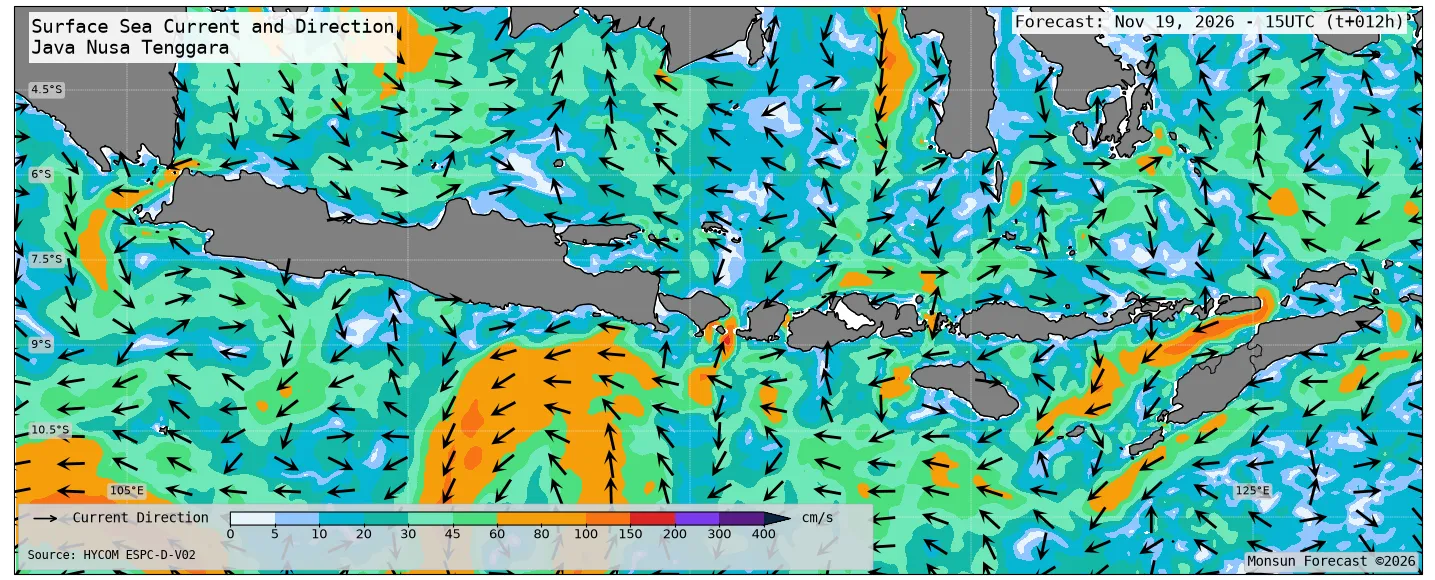 Surface Sea Current and Direction
Java Nusa Tenggara
Forecast: Nov 19, 2026 - 15UTC (t+012h)
4.5°S
6°S
7.5°S
9°S
10.5°S
105°E
125°E
Current Direction
0 5 10 20 30 45 60 80 100 150 200 300 400 cm/s
Source: HYCOM ESPC-D-V02
Monsun Forecast ©2026